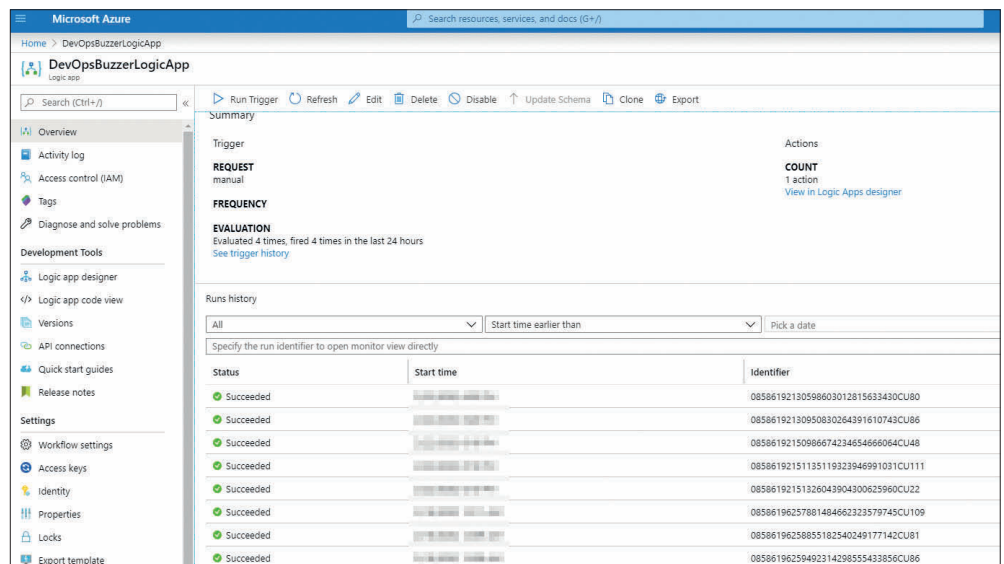 Microsoft Azure
Search resources, services, and docs (G+/)
Home > DevOpsBuzzerLogicApp
DevOpsBuzzerLogicApp
Logic app
Search (Ctrl+/)
«
Run Trigger Refresh Edit Delete Disable Update Schema Clone Export
Overview
Activity log
Access control (IAM)
Tags
Diagnose and solve problems
Development Tools
Logic app designer
Logic app code view
Versions
API connections
Quick start guides
Release notes
Settings
Workflow settings
Access keys
Identity
Properties
Locks
Export template
Summary
Trigger
REQUEST
manual
FREQUENCY
EVALUATION
Evaluated 4 times, fired 4 times in the last 24 hours
See trigger history
Actions
COUNT
1 action
View in Logic Apps designer
Runs history
All Start time earlier than Pick a date
Specify the run identifier to open monitor view directly
Status Start time Identifier
Succeeded 08586192130598603012815633430CU80
Succeeded 08586192130950830264391610743CU86
Succeeded 08586192150986674234654666064CU48
Succeeded 08586192151135119323946991031CU111
Succeeded 08586192151326043904300625960CU22
Succeeded 08586196257881484662323579745CU109
Succeeded 08586196258855182540249177142CU81
Succeeded 08586196259492314298555433856CU86